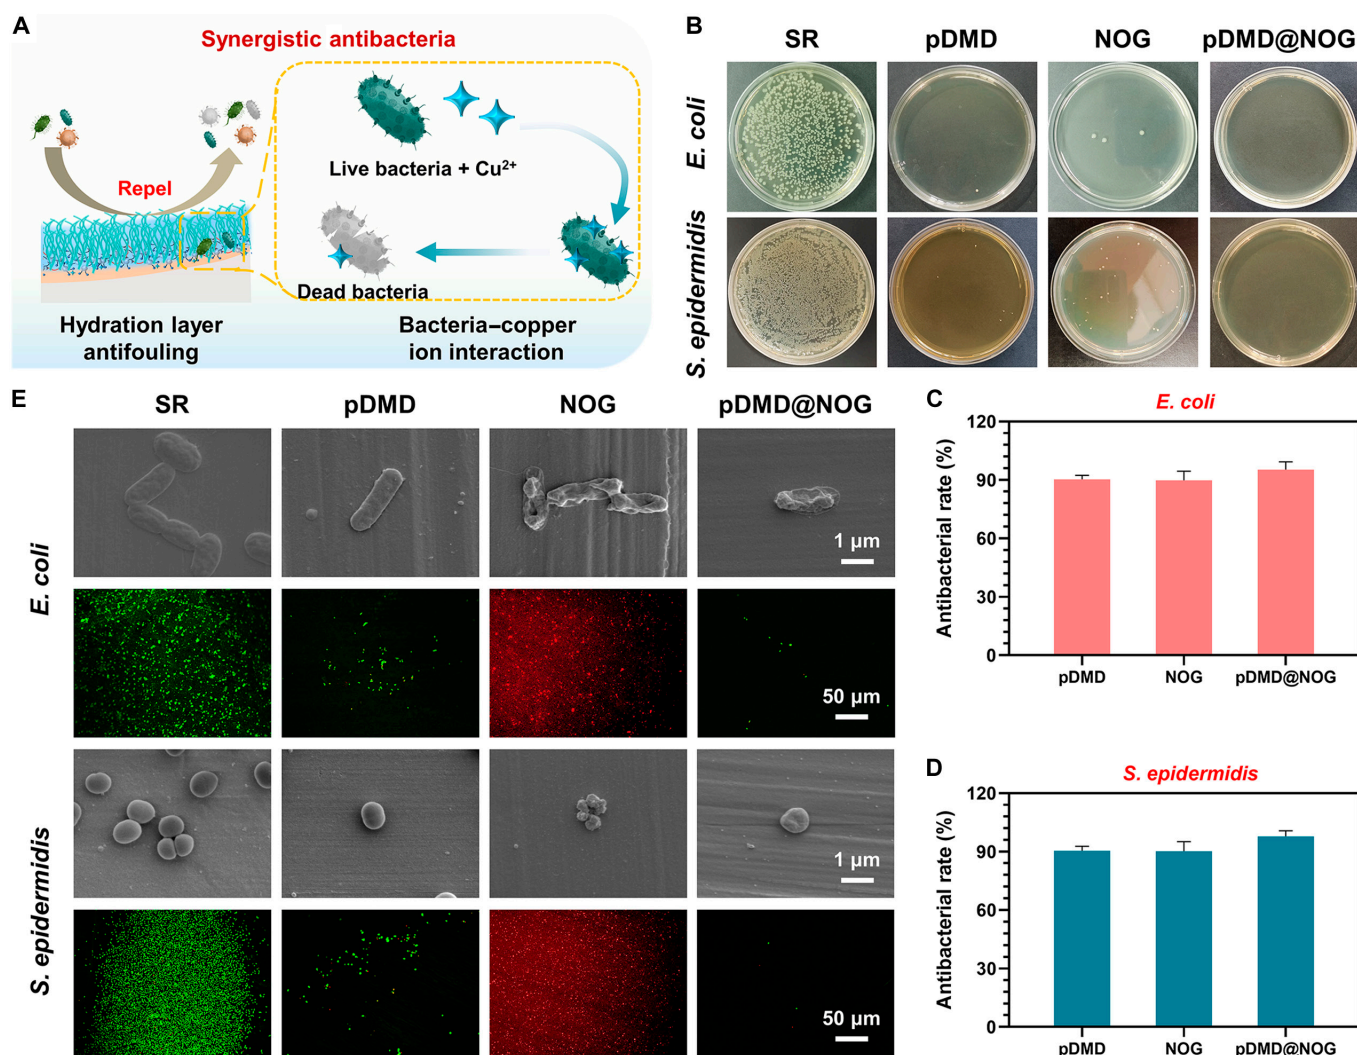 A
Synergistic antibacteria
Repel
Live bacteria + Cu²⁺
Dead bacteria
Hydration layer
antifouling
Bacteria–copper
ion interaction
B
SR
pDMD
NOG
pDMD@NOG
E. coli
S. epidermidis
E
SR
pDMD
NOG
pDMD@NOG
E. coli
1 µm
50 µm
S. epidermidis
1 µm
50 µm
C
E. coli
Antibacterial rate (%)
120
90
60
30
0
pDMD
NOG
pDMD@NOG
D
S. epidermidis
Antibacterial rate (%)
120
90
60
30
0
pDMD
NOG
pDMD@NOG